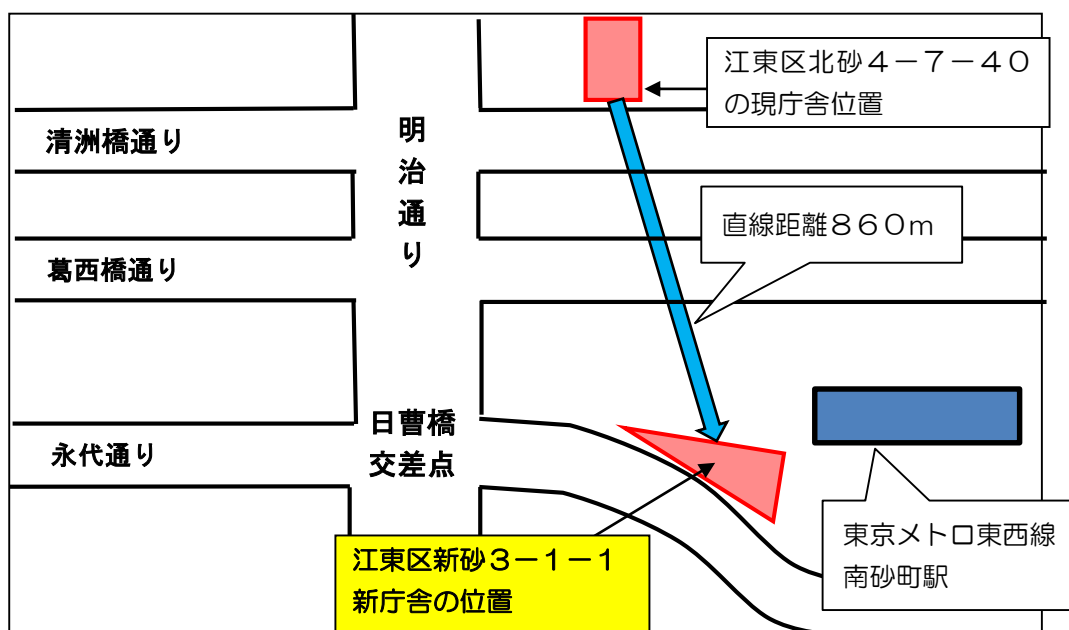 江東区北砂４－７－４０
の現庁舎位置
清洲橋通り
明治通り
直線距離８６０ｍ
葛西橋通り
日曹橋
交差点
永代通り
東京メトロ東西線
南砂町駅
江東区新砂３－１－１
新庁舎の位置